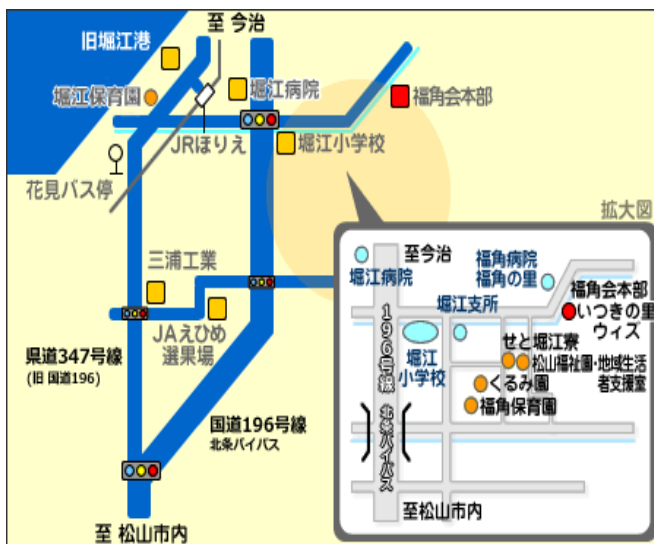 至 今治
旧堀江港
堀江保育園
堀江病院
福角会本部
JRほりえ
堀江小学校
花見バス停
拡大図
三浦工業
JAえひめ
選果場
県道347号線
(旧 国道196)
国道196号線
北条バイパス
至 松山市内
至今治
堀江病院
福角病院
福角の里
堀江支所
福角会本部
いつきの里
ウィズ
196号線 北条バイパス
堀江
小学校
せと堀江寮
松山福祉園・地域生活
者支援室
くるみ園
福角保育園
至松山市内